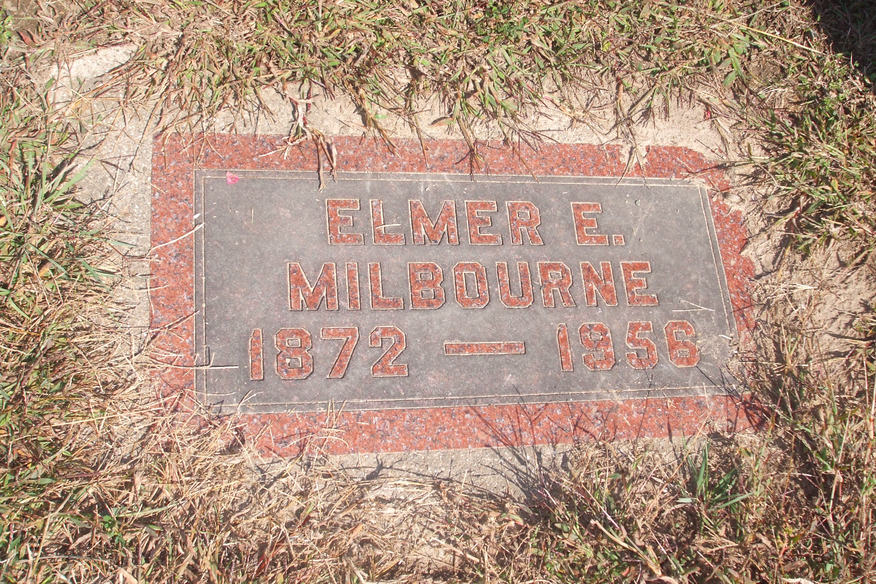 ELMER E.
MILBOURNE
1872 — 1956